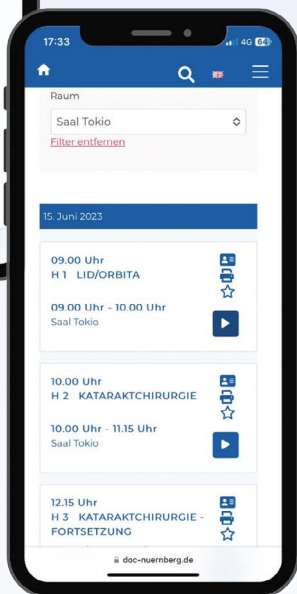 17:33
4G 64
Raum
Saal Tokio
Filter entfernen
15. Juni 2023
09.00 Uhr
H 1 LID/ORBITA
09.00 Uhr - 10.00 Uhr
Saal Tokio
10.00 Uhr
H 2 KATARAKTCHIRURGIE
10.00 Uhr - 11.15 Uhr
Saal Tokio
12.15 Uhr
H 3 KATARAKTCHIRURGIE -
FORTSETZUNG
doc-nuernberg.de